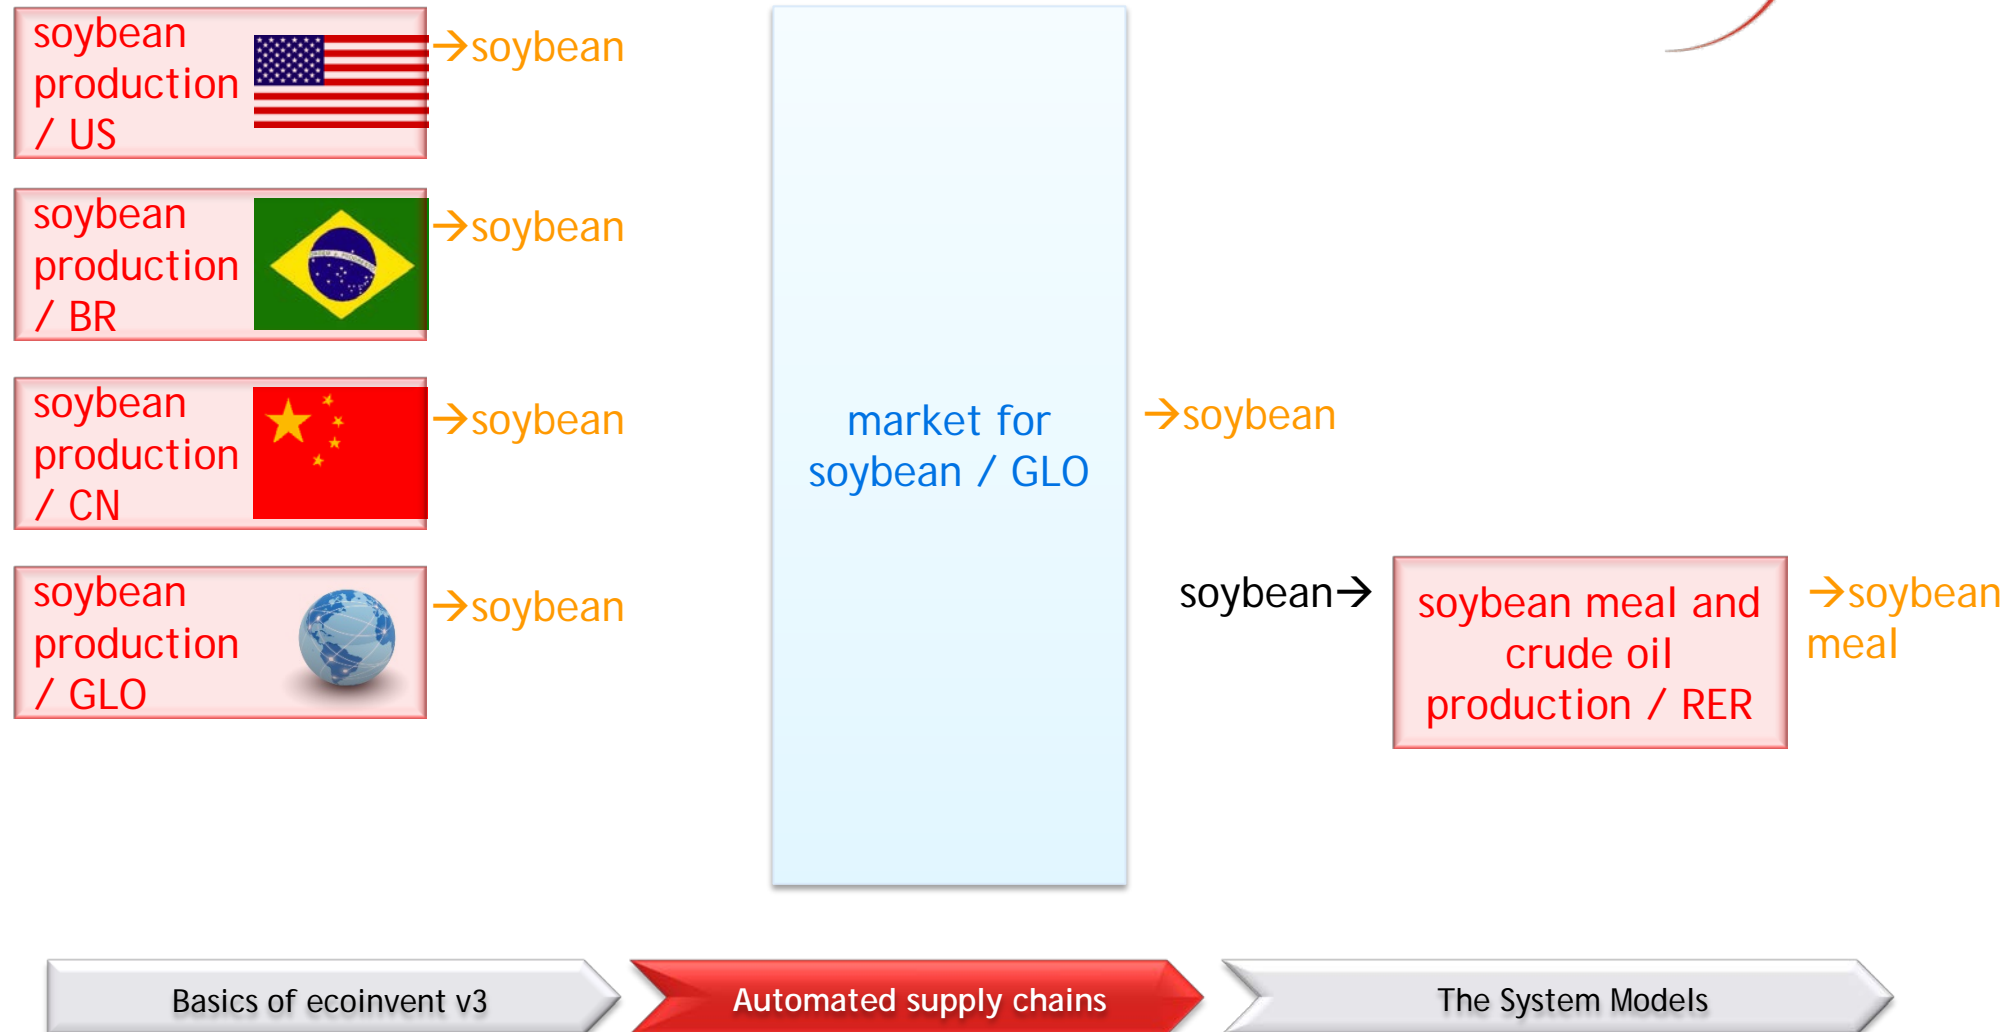 soybean
production
/ US
→soybean
soybean
production
/ BR
→soybean
soybean
production
/ CN
→soybean
soybean
production
/ GLO
→soybean
market for
soybean / GLO
→soybean
soybean→
soybean meal and
crude oil
production / RER
→soybean
meal
Basics of ecoinvent v3
Automated supply chains
The System Models